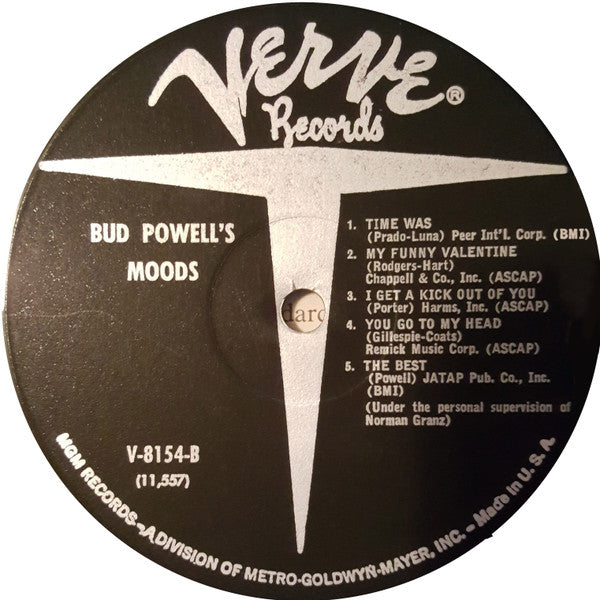 Verve®
Records
BUD POWELL'S
MOODS
1. TIME WAS
(Prado-Luna) Peer Int'l. Corp. (BMI)
2. MY FUNNY VALENTINE
(Rodgers-Hart)
Chappell & Co., Inc. (ASCAP)
3. I GET A KICK OUT OF YOU
(Porter) Harms, Inc. (ASCAP)
4. YOU GO TO MY HEAD
(Gillespie-Coats)
Remick Music Corp. (ASCAP)
5. THE BEST
(Powell) JATAP Pub. Co., Inc.
(BMI)
(Under the personal supervision of
Norman Granz)
darc
V-8154-B
(11,557)
MGM RECORDS—A DIVISION OF METRO-GOLDWYN-MAYER, INC. — Made in U. S. A.